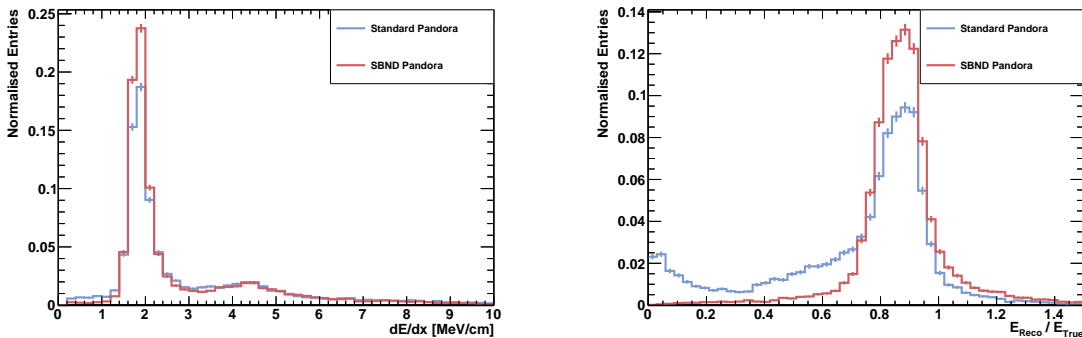 Normalised Entries
0.25
0.2
0.15
0.1
0.05
0
0 1 2 3 4 5 6 7 8 9 10
dE/dx [MeV/cm]
Standard Pandora
SBND Pandora
Normalised Entries
0.14
0.12
0.1
0.08
0.06
0.04
0.02
0
0 0.2 0.4 0.6 0.8 1 1.2 1.4
E_Reco / E_True
Standard Pandora
SBND Pandora